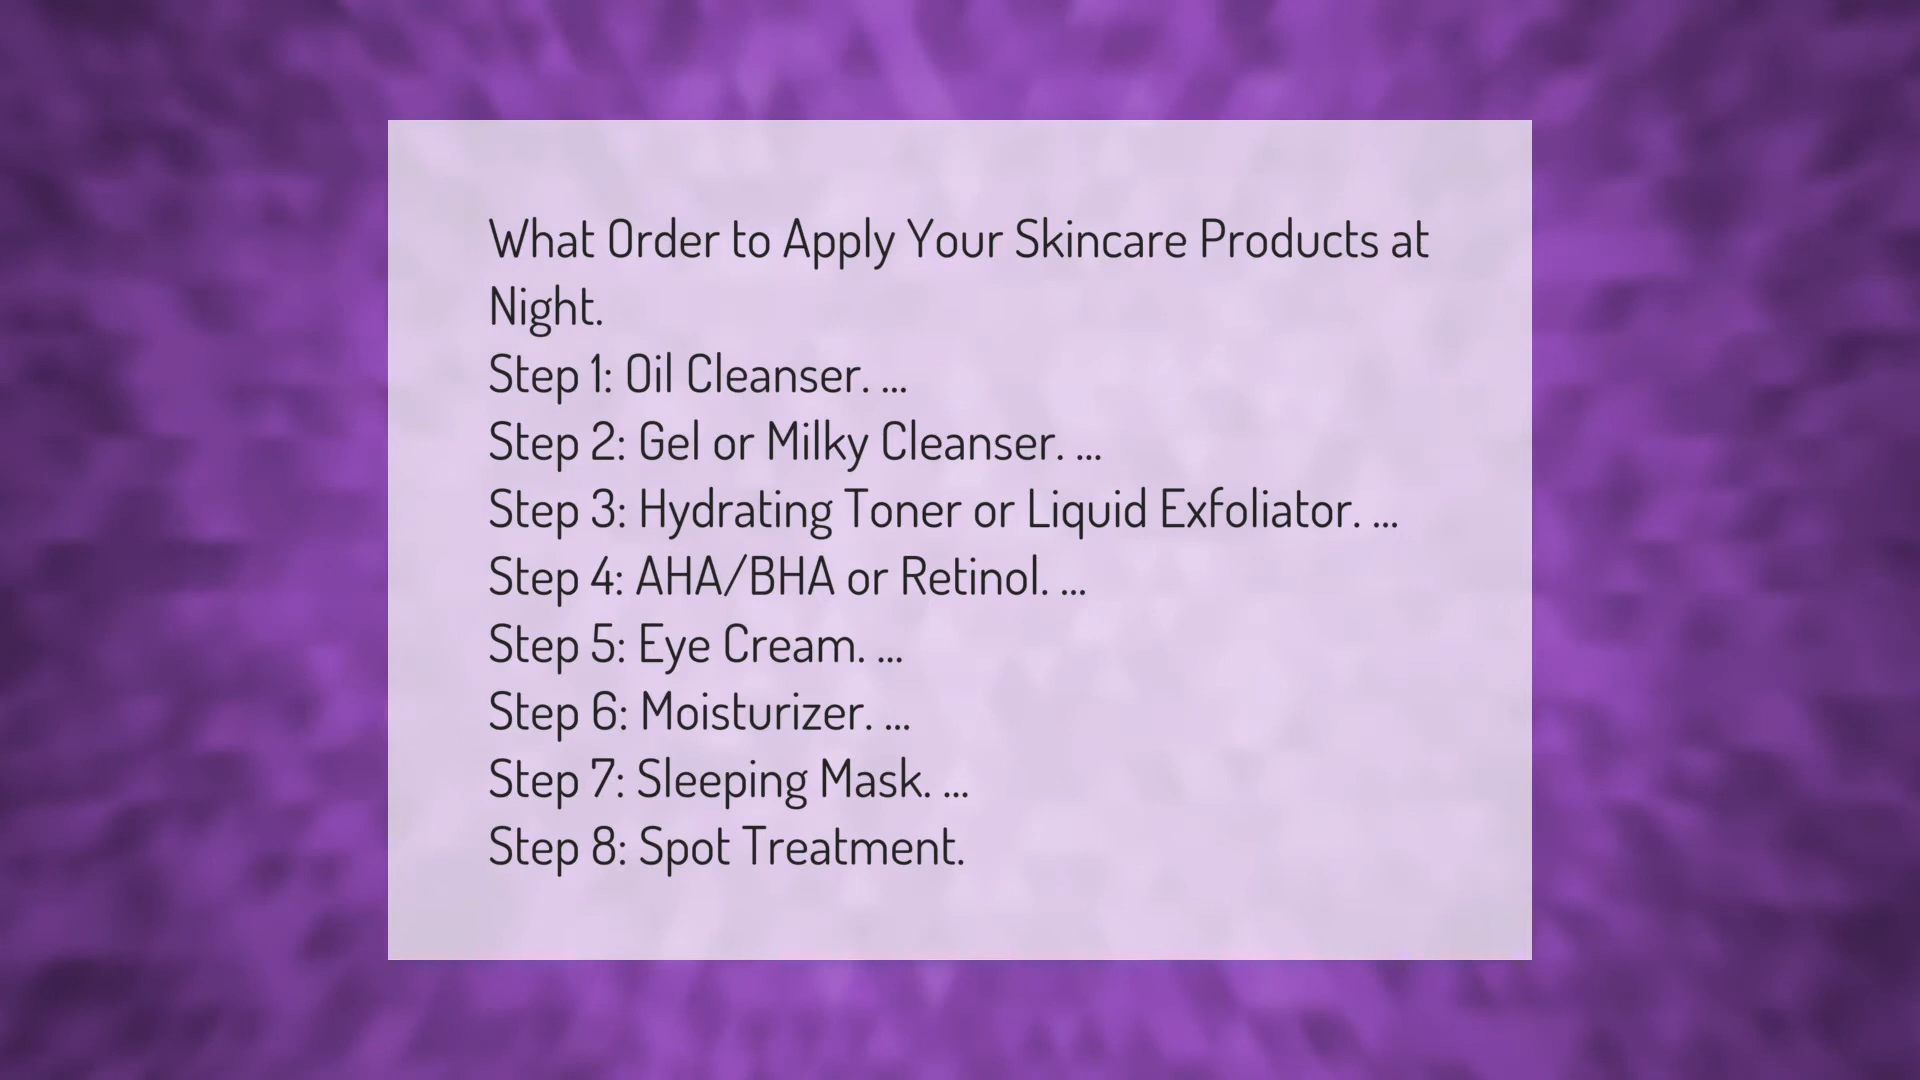 What Order to Apply Your Skincare Products at
Night.
Step 1: Oil Cleanser. ...
Step 2: Gel or Milky Cleanser. ...
Step 3: Hydrating Toner or Liquid Exfoliator. ...
Step 4: AHA/BHA or Retinol. ...
Step 5: Eye Cream. ...
Step 6: Moisturizer. ...
Step 7: Sleeping Mask. ...
Step 8: Spot Treatment.